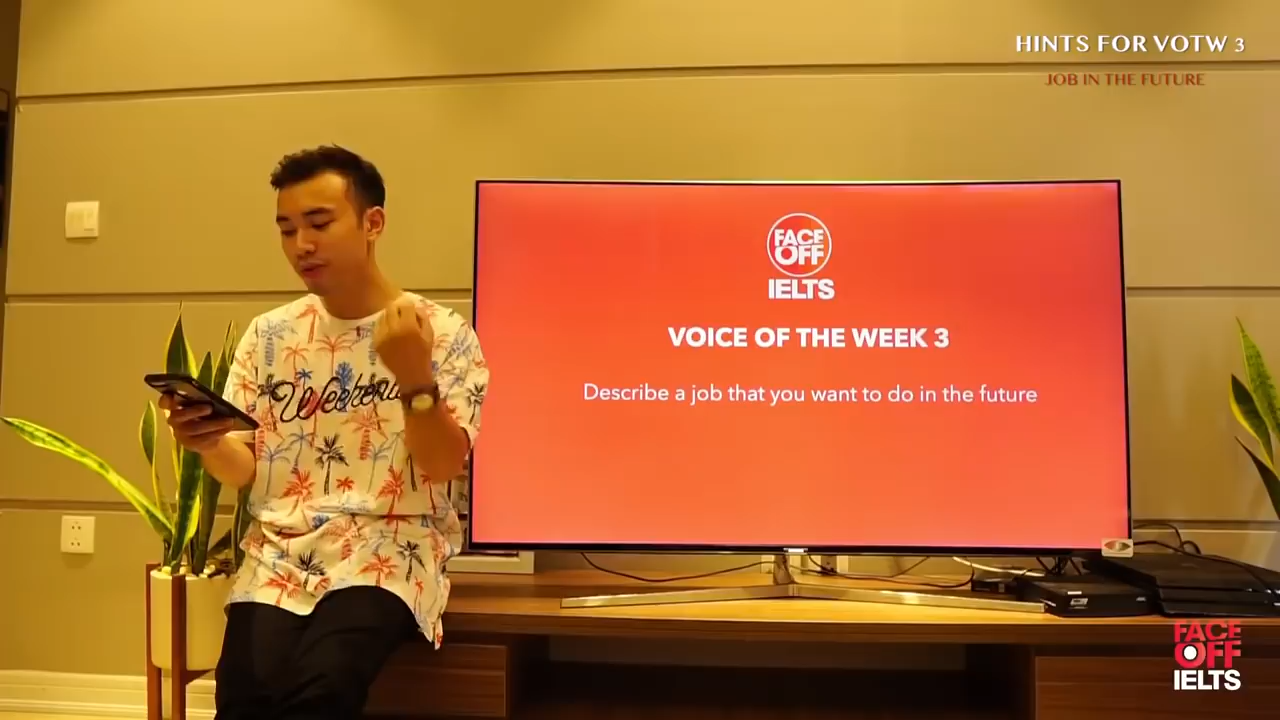 HINTS FOR VOTW 3
JOB IN THE FUTURE
FACE
OFF
IELTS
VOICE OF THE WEEK 3
Describe a job that you want to do in the future
FACE
OFF
IELTS